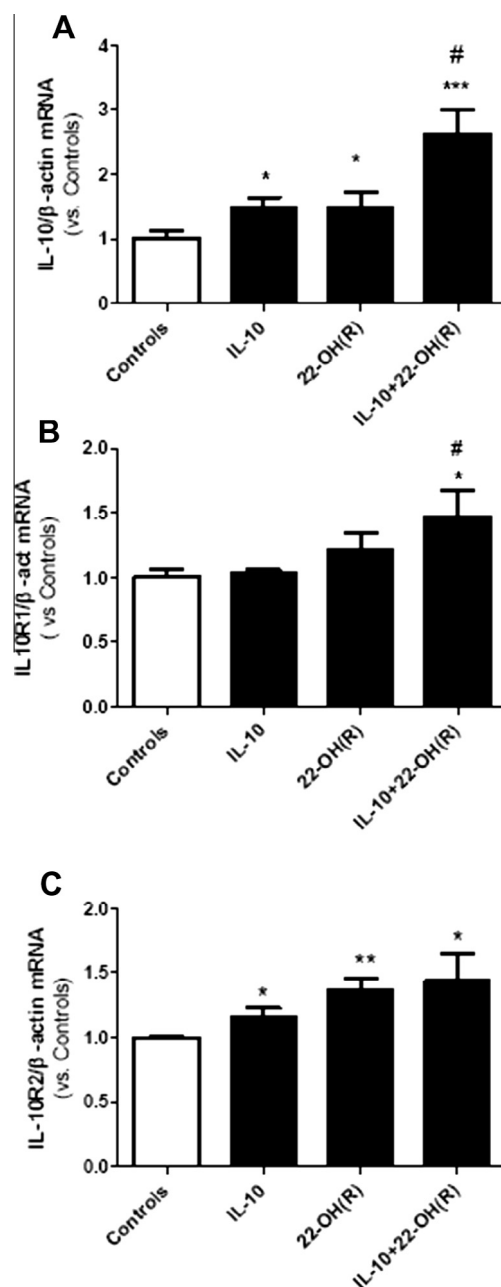 A
IL-10/β-actin mRNA
(vs. Controls)
4
3
2
1
0
*
*
#
***
Controls
IL-10
22-OH(R)
IL-10+22-OH(R)
B
IL10R1/β-act mRNA
( vs Controls)
2.0
1.5
1.0
0.5
0.0
#
*
Controls
IL-10
22-OH(R)
IL-10+22-OH(R)
C
IL-10R2/β-actin mRNA
(vs. Controls)
2.0
1.5
1.0
0.5
0.0
*
**
*
Controls
IL-10
22-OH(R)
IL-10+22-OH(R)